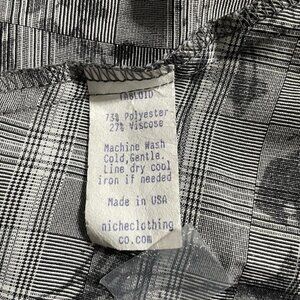 TABLOID
73% Polyester
27% Viscose
Machine Wash
Cold,Gentle.
Line dry cool
iron if needed
Made in USA
nicheclothing
co.com